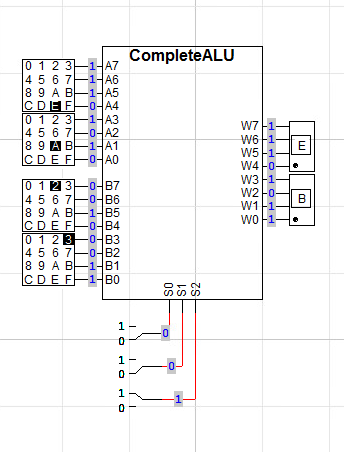 CompleteALU
0 1 2 3 1 A7
4 5 6 7 1 A6
8 9 A B 1 A5 W7 1
C D E F 0 A4 W6 1 E
0 1 2 3 1 A3 W5 1
4 5 6 7 0 A2 W4 0
8 9 A B 1 A1 W3 1
C D E F 0 A0 W2 0 B
0 1 2 3 0 B7 W1 1
4 5 6 7 0 B6 W0 1
8 9 A B 1 B5
C D E F 0 B4
0 1 2 3 0 B3
4 5 6 7 0 B2
8 9 A B 1 B1
C D E F 1 B0
S0 S1 S2
1
0 0
1
0 0
1 1
0